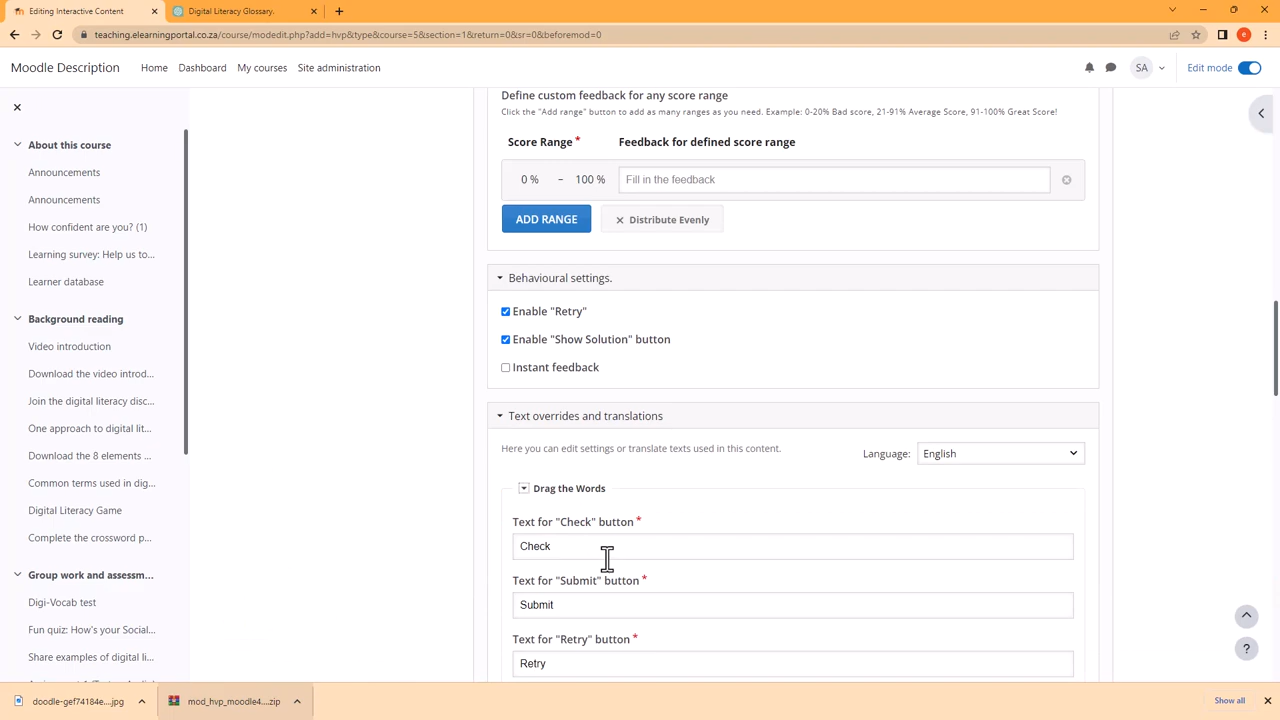 Editing Interactive Content
Digital Literacy Glossary.
teaching.elearningportal.co.za/course/modedit.php?add=hvp&type&course=5&section=1&return=0&sr=0&beforemod=0
e
Moodle Description
Home
Dashboard
My courses
Site administration
SA
Edit mode
About this course
Announcements
Announcements
How confident are you? (1)
Learning survey: Help us to...
Learner database
Background reading
Video introduction
Download the video introd...
Join the digital literacy disc...
One approach to digital lit...
Download the 8 elements ...
Common terms used in dig...
Digital Literacy Game
Complete the crossword p...
Group work and assessm...
Digi-Vocab test
Fun quiz: How's your Social...
Share examples of digital li...
Define custom feedback for any score range
Click the "Add range" button to add as many ranges as you need. Example: 0-20% Bad score, 21-91% Average Score, 91-100% Great Score!
Score Range * Feedback for defined score range
0 % – 100 % Fill in the feedback
ADD RANGE
Distribute Evenly
Behavioural settings.
Enable "Retry"
Enable "Show Solution" button
Instant feedback
Text overrides and translations
Here you can edit settings or translate texts used in this content.
Language: English
Drag the Words
Text for "Check" button *
Check
Text for "Submit" button *
Submit
Text for "Retry" button *
Retry
?
doodle-gef74184e....jpg
mod_hvp_moodle4....zip
Show all